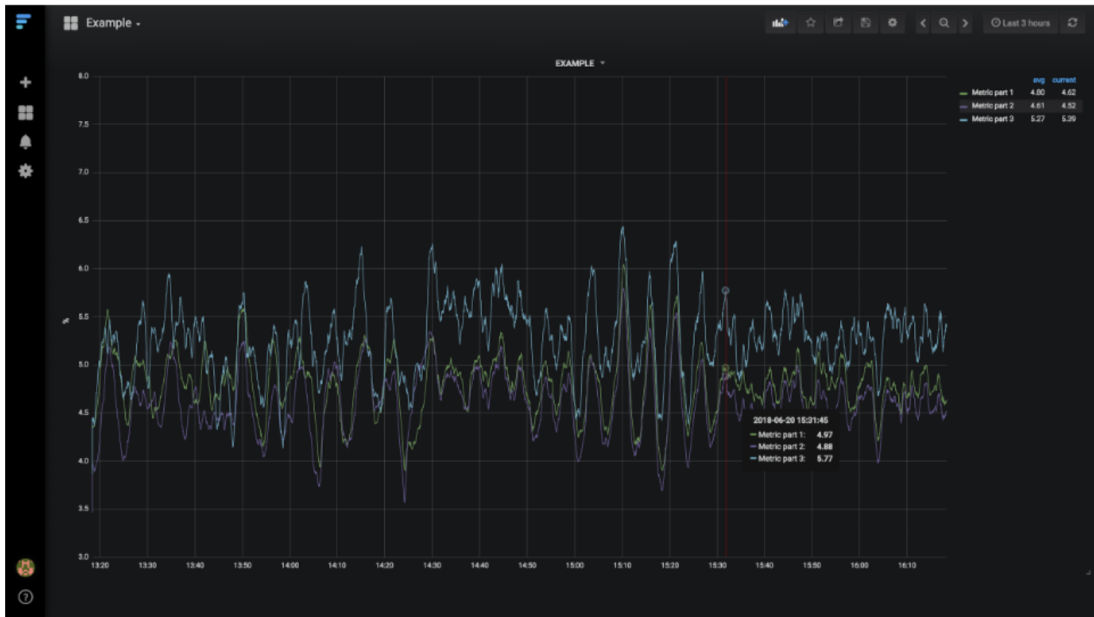 Example
Last 3 hours
EXAMPLE
avg current
Metric part 1 4.80 4.62
Metric part 2 4.61 4.52
Metric part 3 5.27 5.39
8.0
7.5
7.0
6.5
6.0
5.5
5.0
4.5
4.0
3.5
3.0
%
2018-06-20 15:31:45
Metric part 1: 4.97
Metric part 2: 4.88
Metric part 3: 5.77
13:20 13:30 13:40 13:50 14:00 14:10 14:20 14:30 14:40 14:50 15:00 15:10 15:20 15:30 15:40 15:50 16:00 16:10